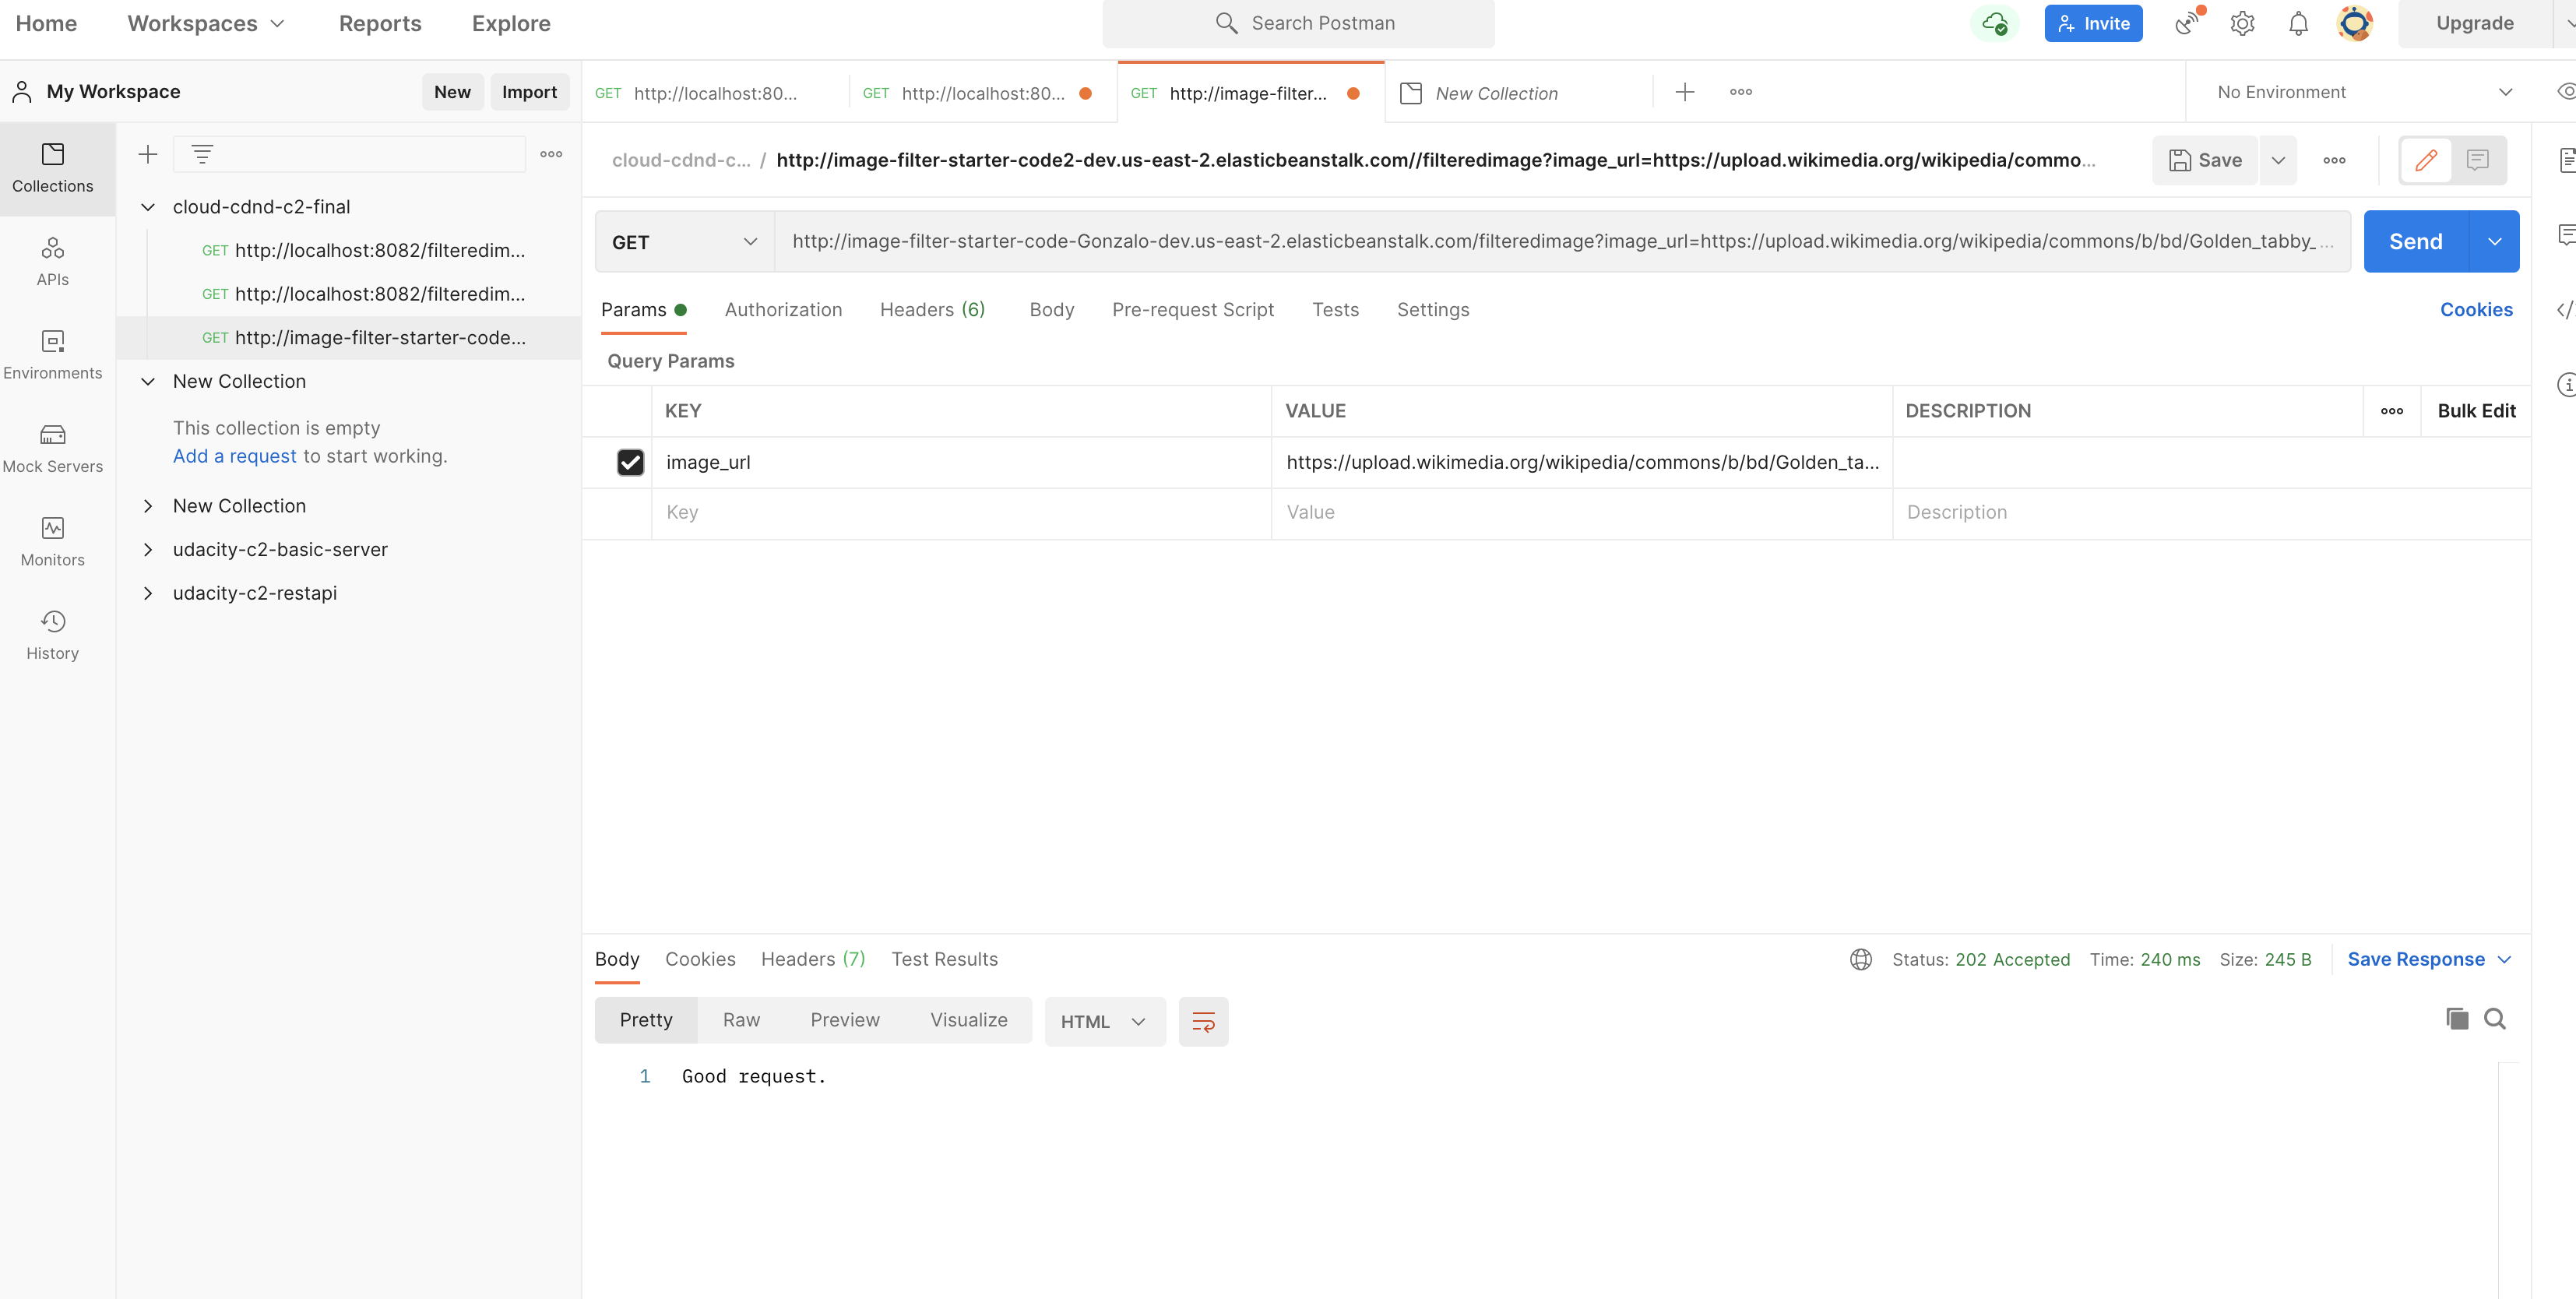 Home Workspaces Reports Explore Search Postman Invite Upgrade
My Workspace New Import
GET http://localhost:80... GET http://localhost:80... GET http://image-filter... New Collection No Environment
Collections
APIs
Environments
Mock Servers
Monitors
History
cloud-cdnd-c2-final
GET http://localhost:8082/filteredim...
GET http://localhost:8082/filteredim...
GET http://image-filter-starter-code...
New Collection
This collection is empty
Add a request to start working.
New Collection
udacity-c2-basic-server
udacity-c2-restapi
cloud-cdnd-c... / http://image-filter-starter-code2-dev.us-east-2.elasticbeanstalk.com//filteredimage?image_url=https://upload.wikimedia.org/wikipedia/commo... Save
GET http://image-filter-starter-code-Gonzalo-dev.us-east-2.elasticbeanstalk.com/filteredimage?image_url=https://upload.wikimedia.org/wikipedia/commons/b/bd/Golden_tabby_... Send
Params Authorization Headers (6) Body Pre-request Script Tests Settings Cookies
Query Params
KEY VALUE DESCRIPTION Bulk Edit
image_url https://upload.wikimedia.org/wikipedia/commons/b/bd/Golden_ta...
Key Value Description
Body Cookies Headers (7) Test Results Status: 202 Accepted Time: 240 ms Size: 245 B Save Response
Pretty Raw Preview Visualize HTML
1 Good request.